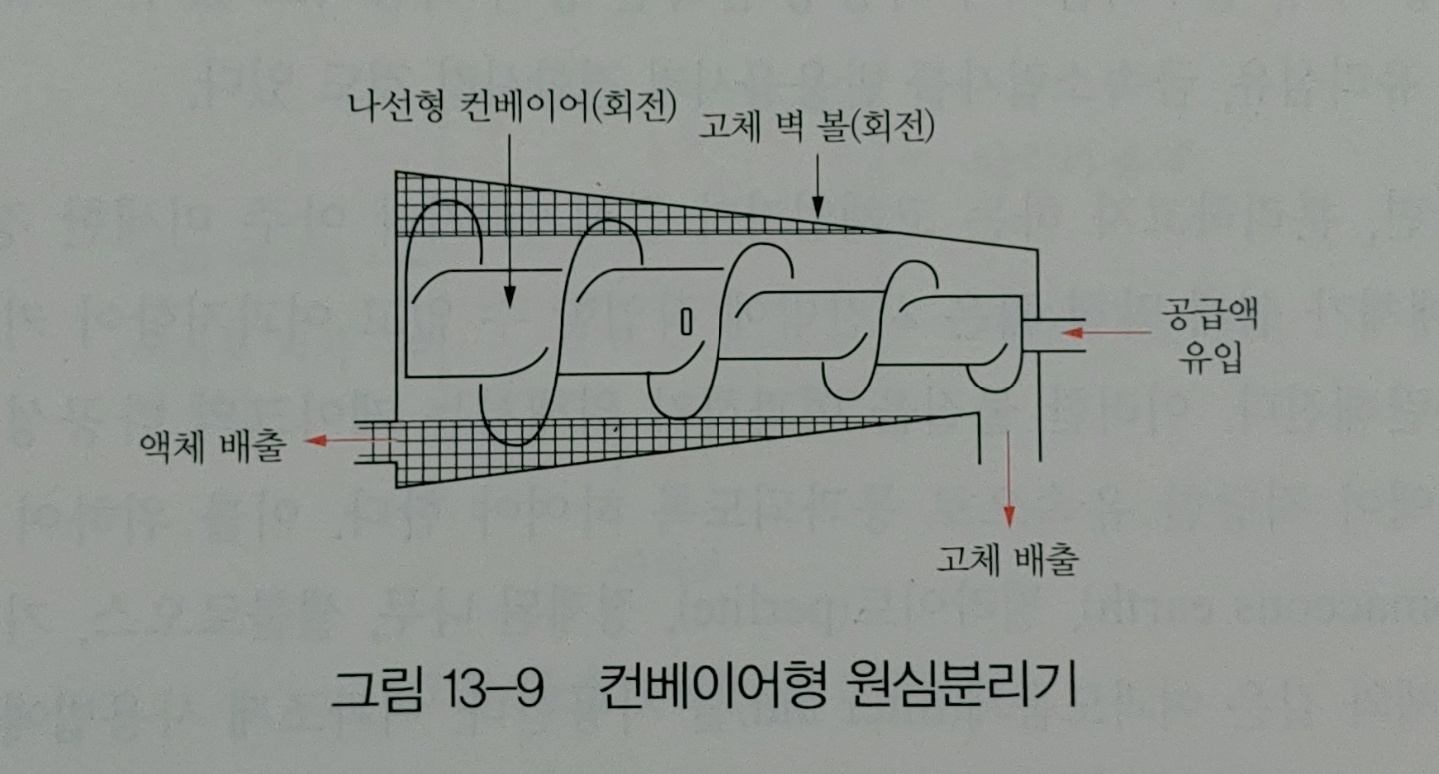 나선형 컨베이어(회전)
고체 벽 볼(회전)
공급액
유입
액체 배출
고체 배출
그림 13-9 컨베이어형 원심분리기